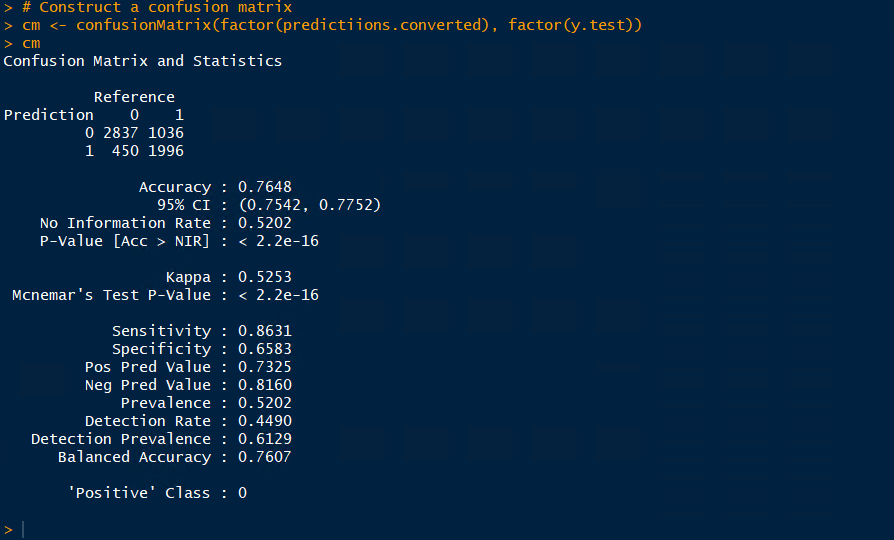 > # Construct a confusion matrix
> cm <- confusionMatrix(factor(predictiions.converted), factor(y.test))
> cm
Confusion Matrix and Statistics
Reference
Prediction 0 1
0 2837 1036
1 450 1996
Accuracy : 0.7648
95% CI : (0.7542, 0.7752)
No Information Rate : 0.5202
P-Value [Acc > NIR] : < 2.2e-16
Kappa : 0.5253
Mcnemar's Test P-Value : < 2.2e-16
Sensitivity : 0.8631
Specificity : 0.6583
Pos Pred Value : 0.7325
Neg Pred Value : 0.8160
Prevalence : 0.5202
Detection Rate : 0.4490
Detection Prevalence : 0.6129
Balanced Accuracy : 0.7607
'Positive' Class : 0
>